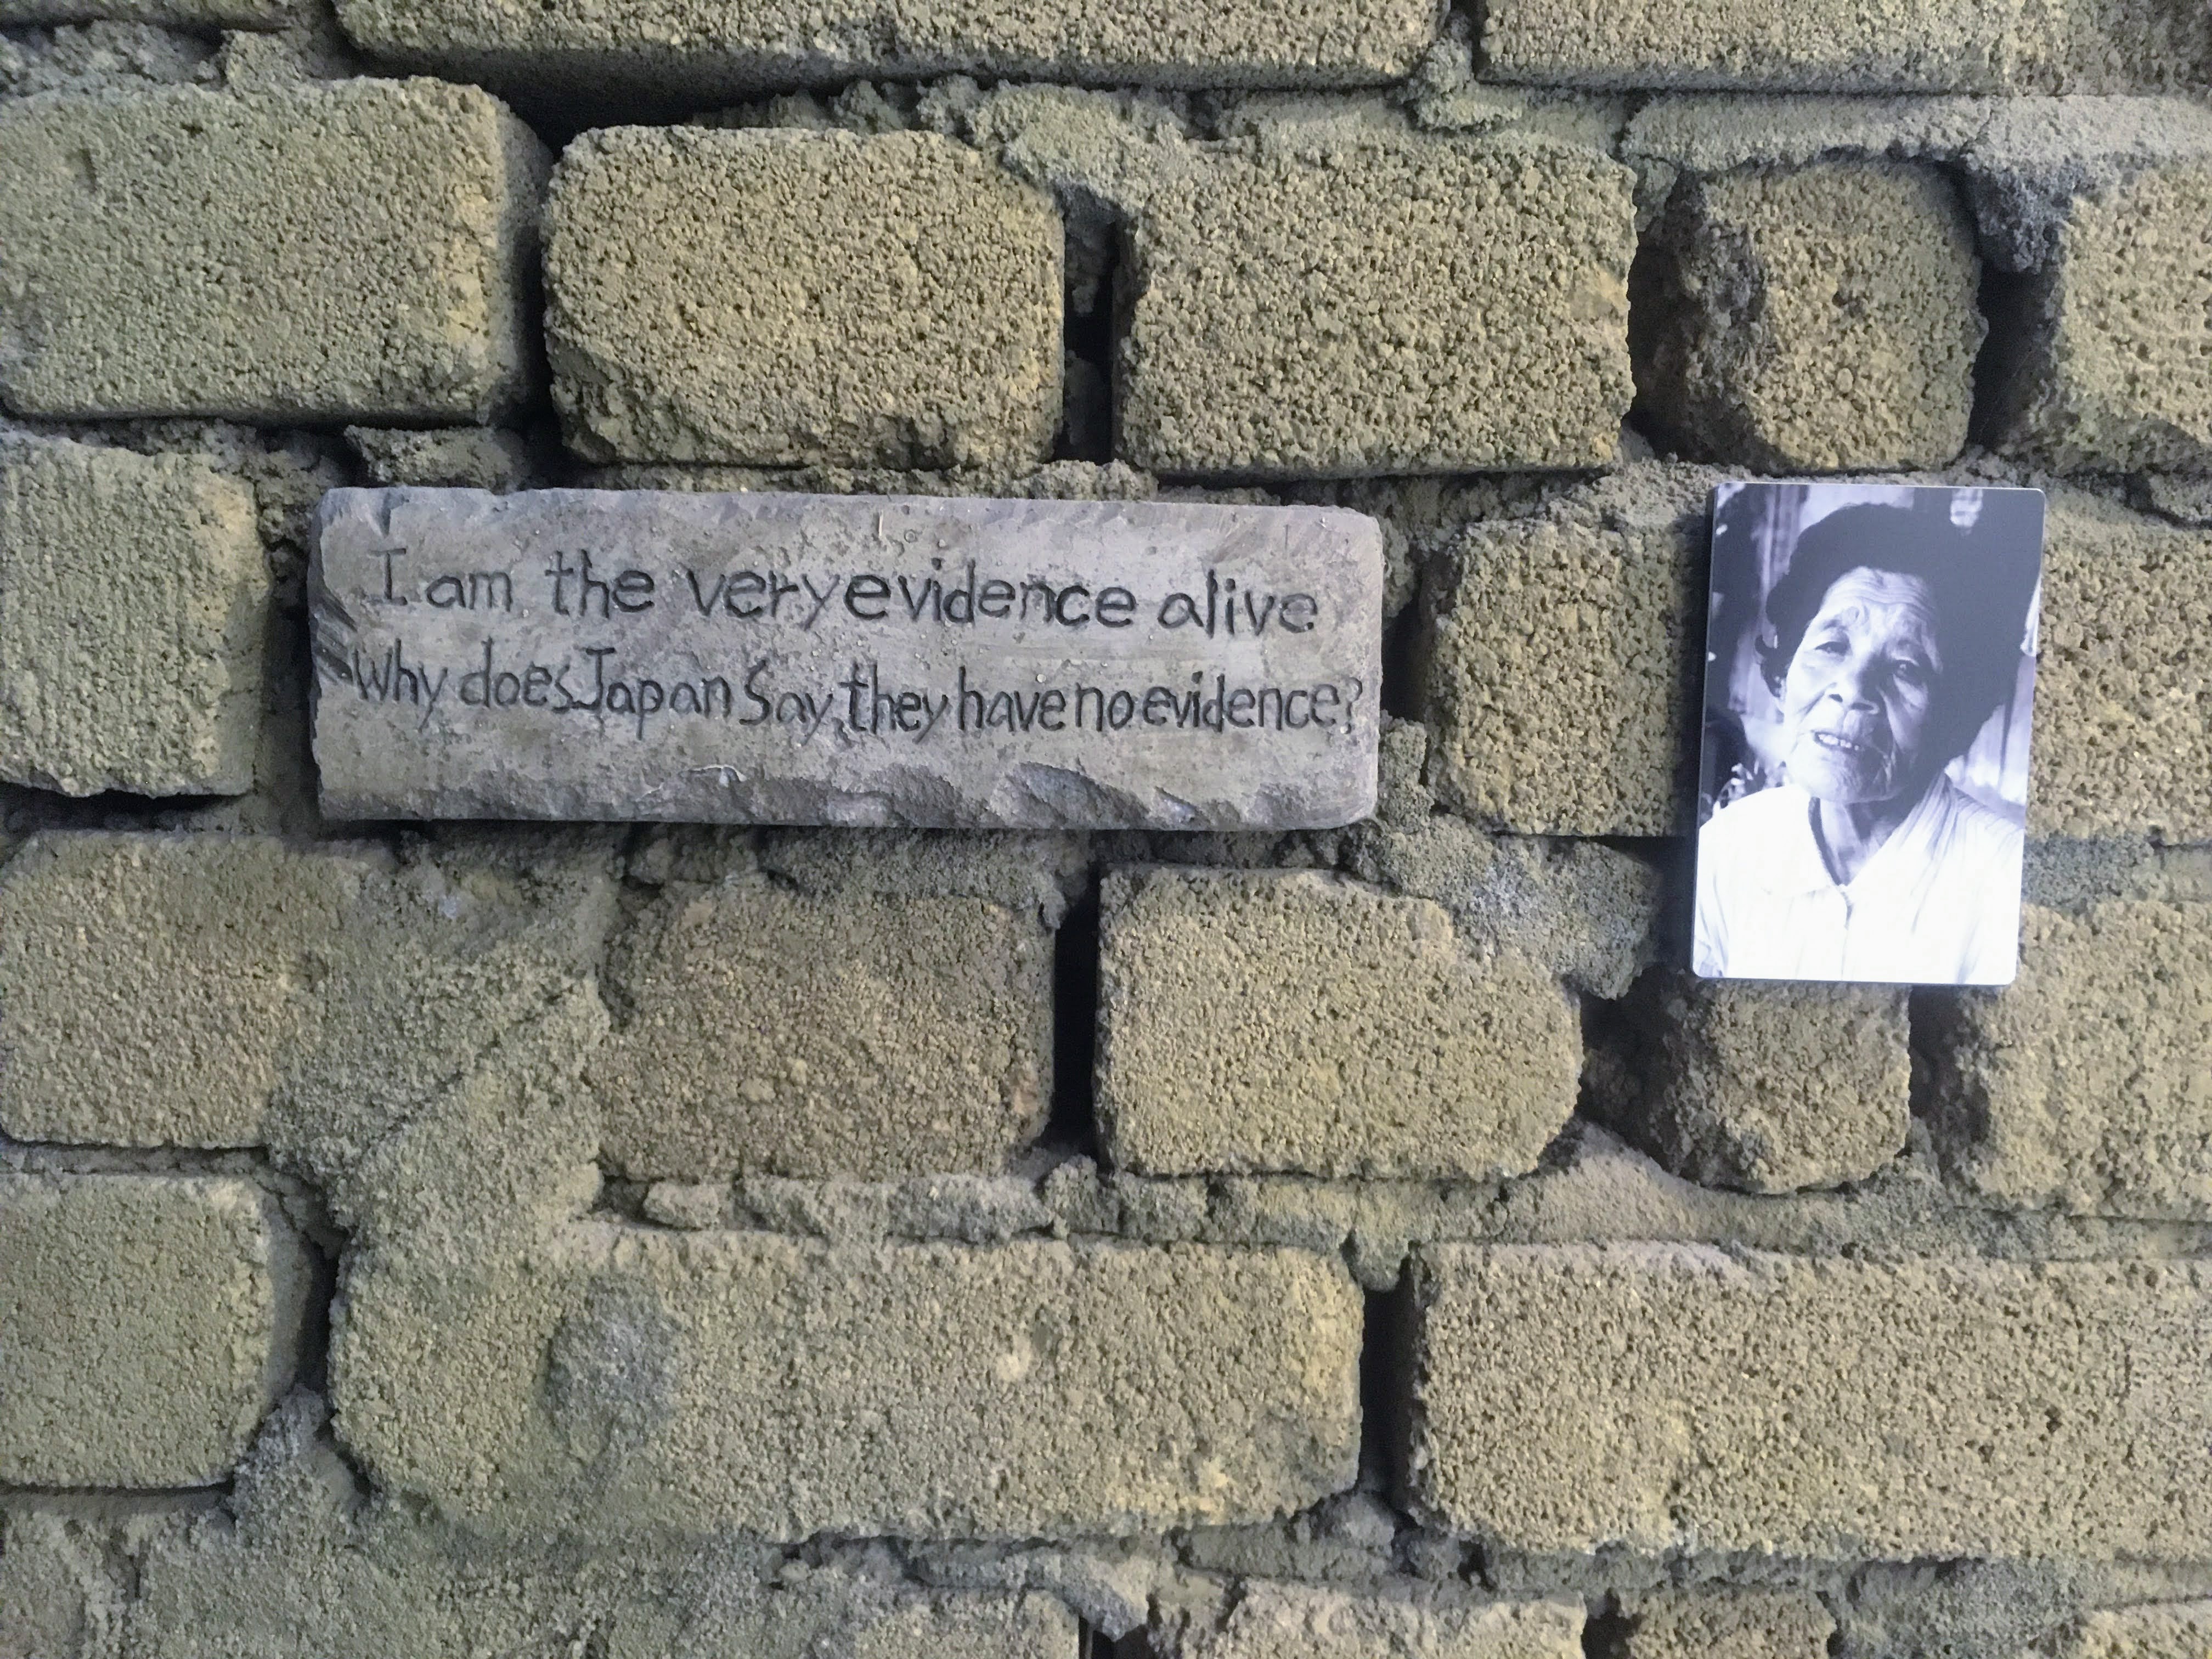 I am the very evidence alive
Why does Japan Say they have no evidence?